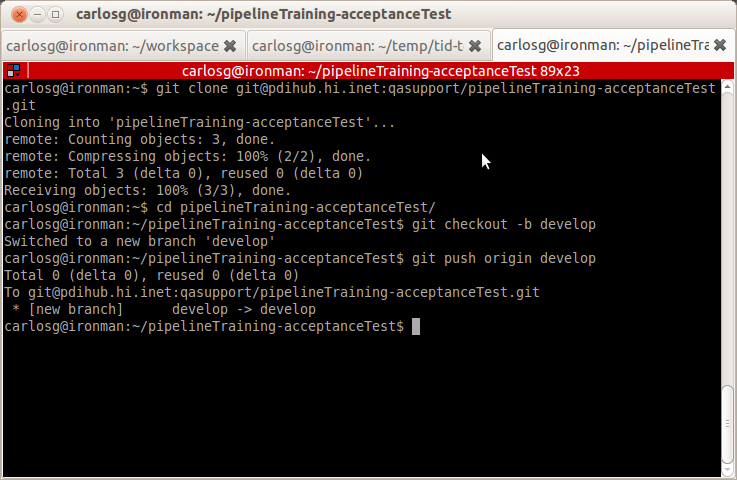 carlosg@ironman: ~/pipelineTraining-acceptanceTest
carlosg@ironman: ~/workspace
carlosg@ironman: ~/temp/tid-t
carlosg@ironman: ~/pipelineTra
carlosg@ironman: ~/pipelineTraining-acceptanceTest 89x23
carlosg@ironman:~$ git clone git@pdihub.hi.inet:qasupport/pipelineTraining-acceptanceTest
.git
Cloning into 'pipelineTraining-acceptanceTest'...
remote: Counting objects: 3, done.
remote: Compressing objects: 100% (2/2), done.
remote: Total 3 (delta 0), reused 0 (delta 0)
Receiving objects: 100% (3/3), done.
carlosg@ironman:~$ cd pipelineTraining-acceptanceTest/
carlosg@ironman:~/pipelineTraining-acceptanceTest$ git checkout -b develop
Switched to a new branch 'develop'
carlosg@ironman:~/pipelineTraining-acceptanceTest$ git push origin develop
Total 0 (delta 0), reused 0 (delta 0)
To git@pdihub.hi.inet:qasupport/pipelineTraining-acceptanceTest.git
 * [new branch]      develop -> develop
carlosg@ironman:~/pipelineTraining-acceptanceTest$